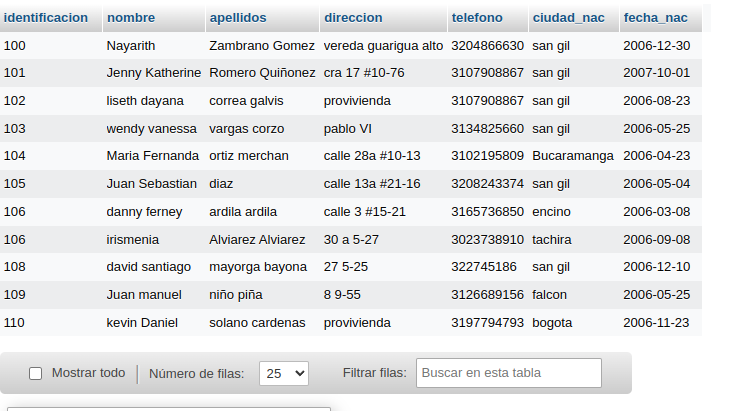 identificacion nombre apellidos direccion telefono ciudad_nac fecha_nac
100 Nayarith Zambrano Gomez vereda guarigua alto 3204866630 san gil 2006-12-30
101 Jenny Katherine Romero Quiñonez cra 17 #10-76 3107908867 san gil 2007-10-01
102 liseth dayana correa galvis provivienda 3107908867 san gil 2006-08-23
103 wendy vanessa vargas corzo pablo VI 3134825660 san gil 2006-05-25
104 Maria Fernanda ortiz merchan calle 28a #10-13 3102195809 Bucaramanga 2006-04-23
105 Juan Sebastian diaz calle 13a #21-16 3208243374 san gil 2006-05-04
106 danny ferney ardila ardila calle 3 #15-21 3165736850 encino 2006-03-08
106 irismenia Alviarez Alviarez 30 a 5-27 3023738910 tachira 2006-09-08
108 david santiago mayorga bayona 27 5-25 322745186 san gil 2006-12-10
109 Juan manuel niño piña 8 9-55 3126689156 falcon 2006-05-25
110 kevin Daniel solano cardenas provivienda 3197794793 bogota 2006-11-23
Mostrar todo Número de filas: 25 Filtrar filas: Buscar en esta tabla